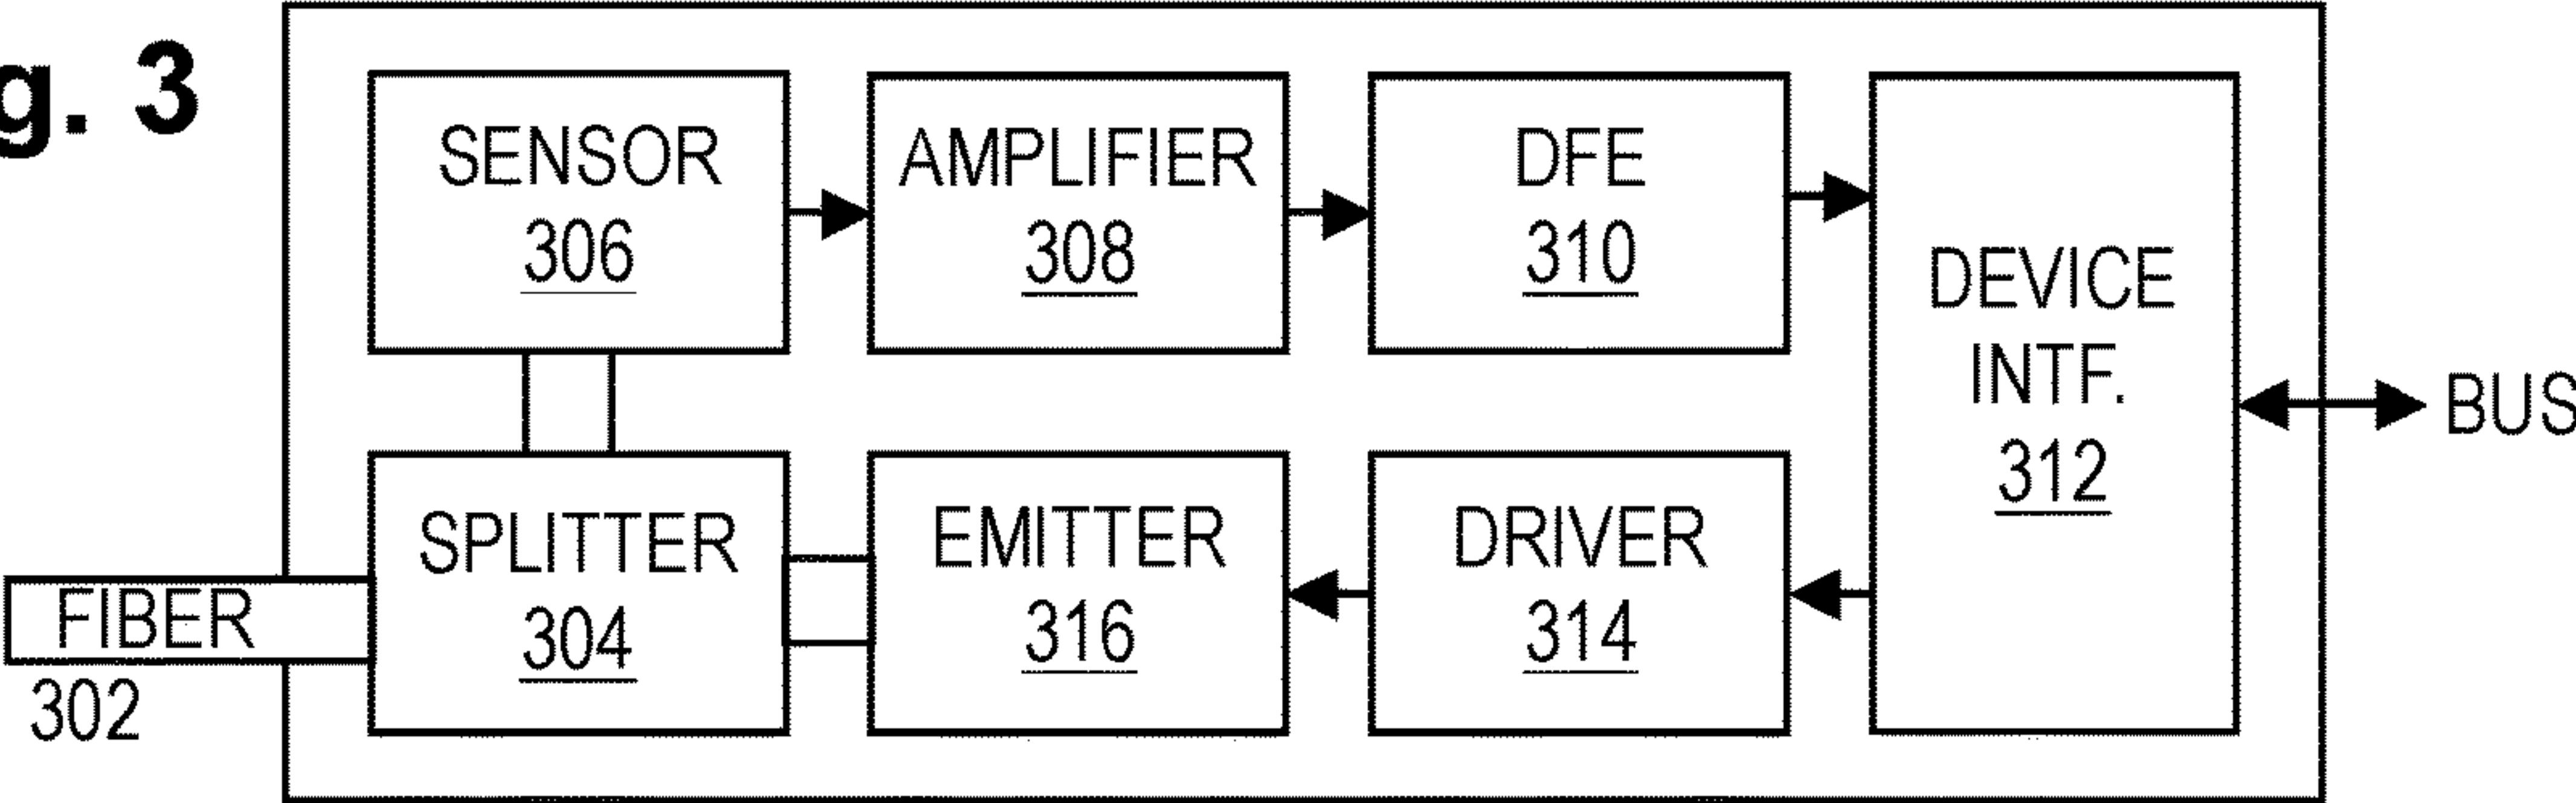 g. 3
SENSOR
306
AMPLIFIER
308
DFE
310
DEVICE
INTF.
312
BUS
SPLITTER
304
EMITTER
316
DRIVER
314
FIBER
302